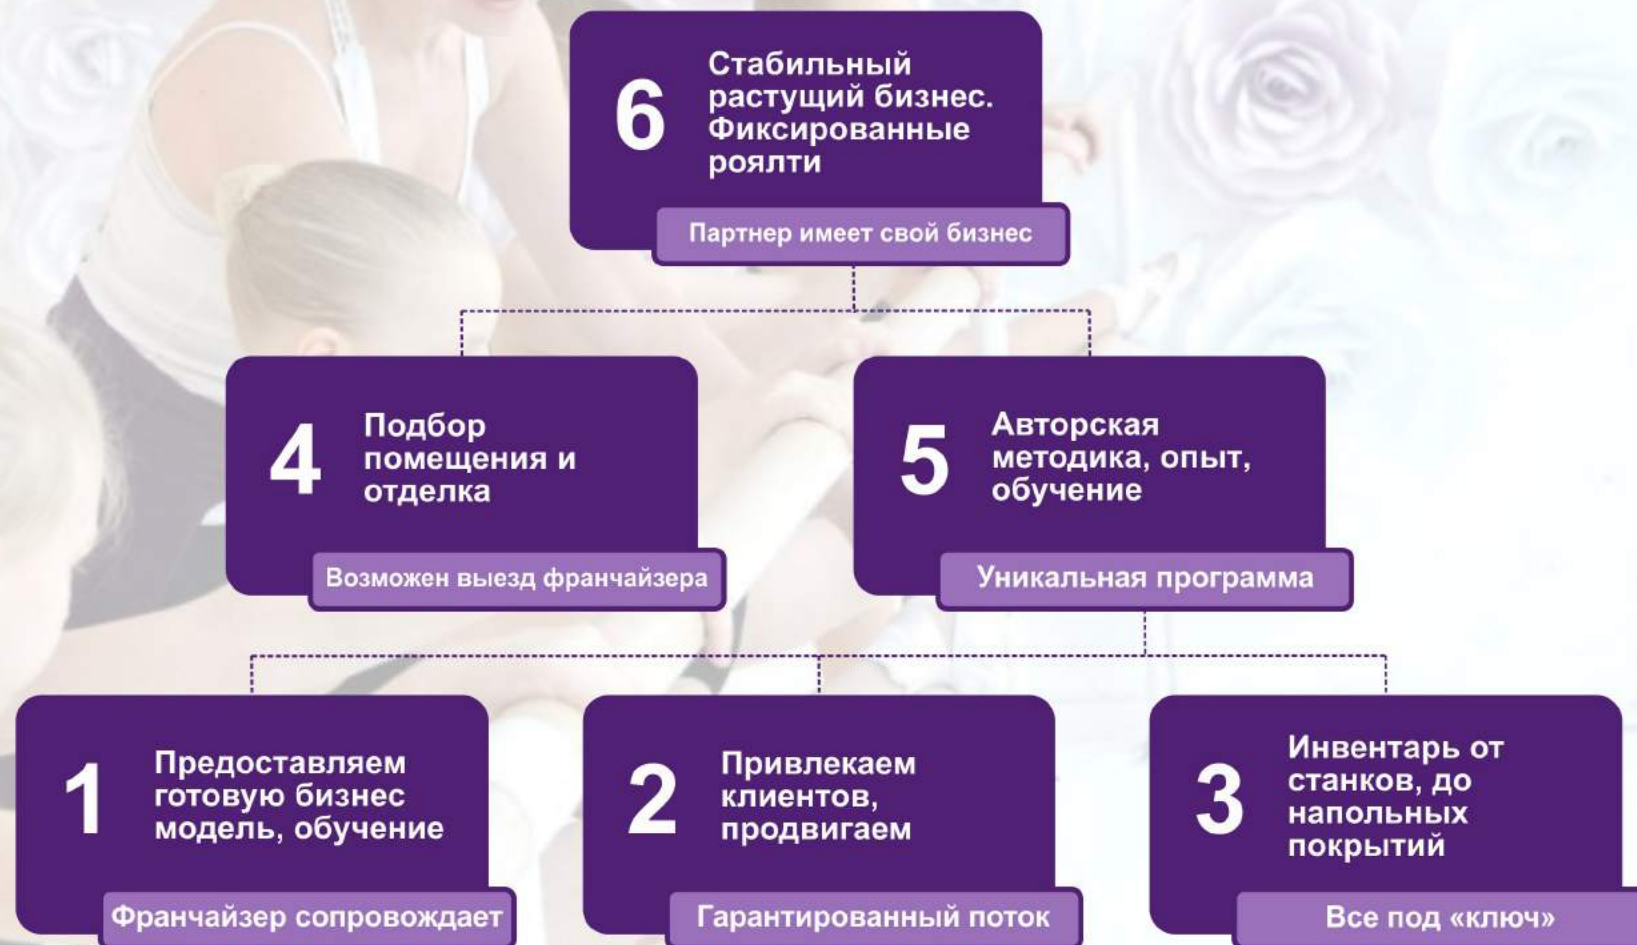 6
Стабильный
растущий бизнес.
Фиксированные
роялти
Партнер имеет свой бизнес
4
Подбор
помещения и
отделка
Возможен выезд франчайзера
5
Авторская
методика, опыт,
обучение
Уникальная программа
1
Предоставляем
готовую бизнес
модель, обучение
Франчайзер сопровождает
2
Привлекаем
клиентов,
продвигаем
Гарантированный поток
3
Инвентарь от
станков, до
напольных
покрытий
Все под «ключ»